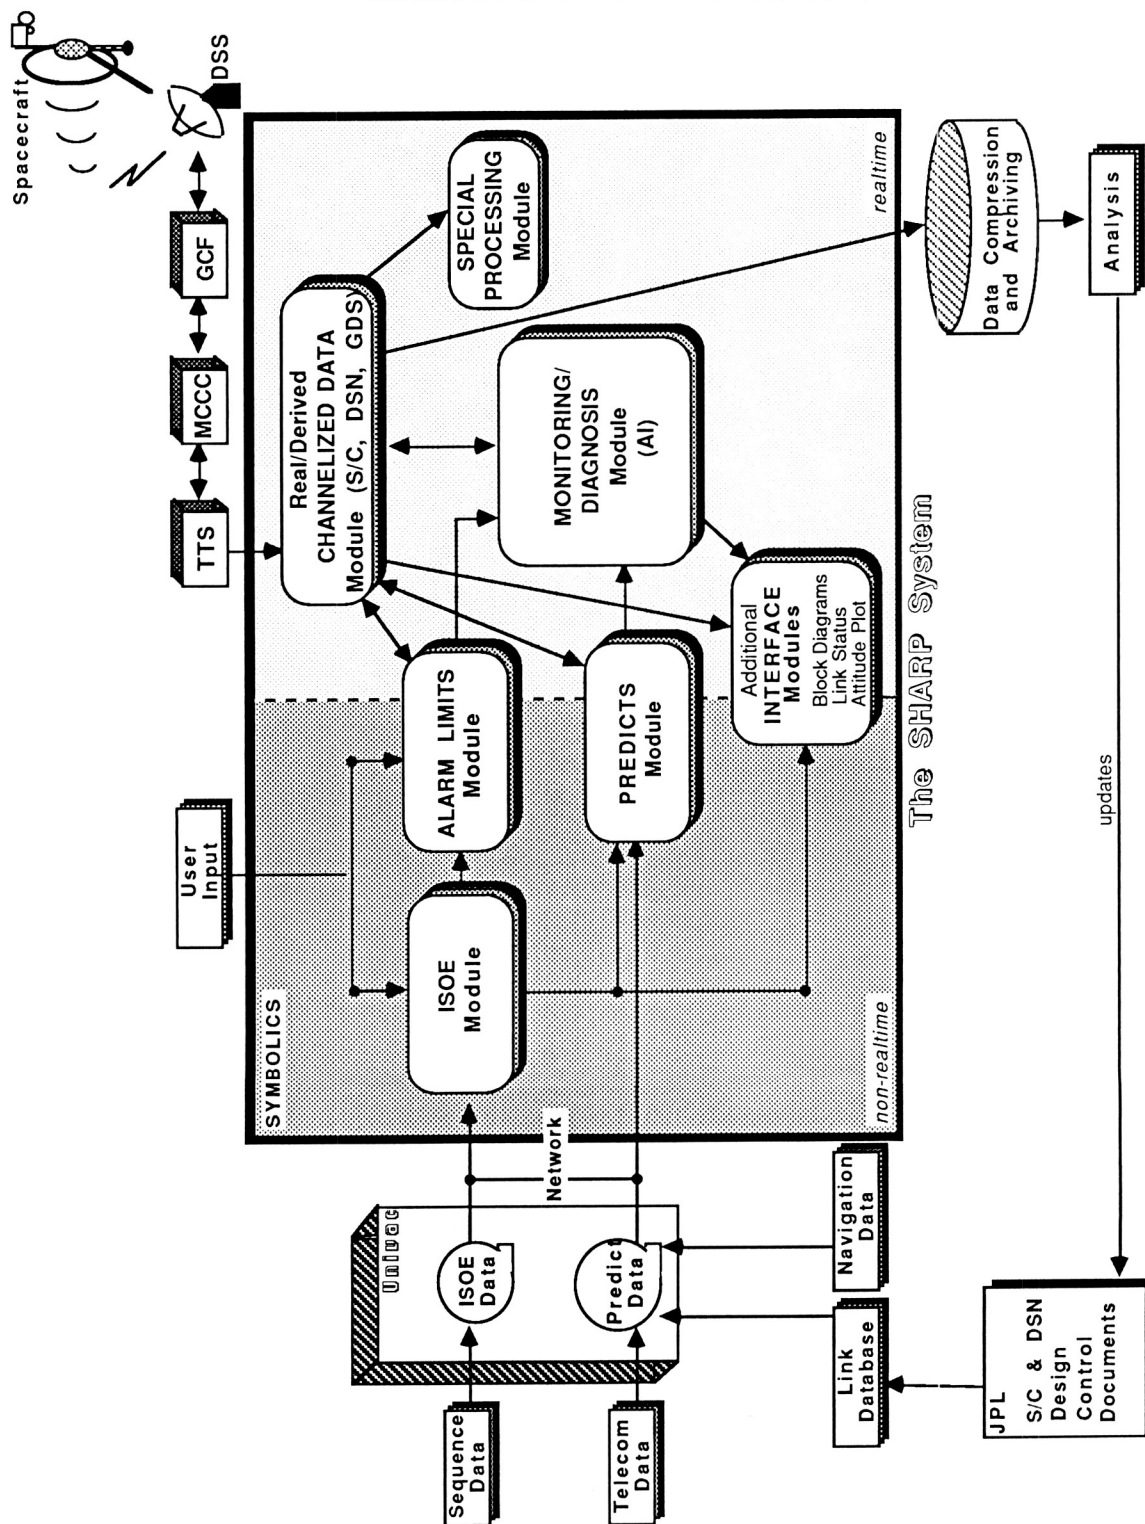 Spacecraft
DSS
GCF
MCCC
TTS
User
Input
SYMBOLICS
Real/Derived
CHANNELIZED DATA
Module (S/C, DSN, GDS)
SPECIAL
PROCESSING
Module
ALARM LIMITS
Module
ISOE
Module
MONITORING/
DIAGNOSIS
Module
(AI)
PREDICTS
Module
Additional
INTERFACE
Modules
Block Diagrams
Link Status
Attitude Plot
non-realtime
realtime
The SHARP System
Univac
ISOE
Data
Predict
Data
Network
Sequence
Data
Telecom
Data
Link
Database
Navigation
Data
Data Compression
and Archiving
Analysis
updates
JPL
S/C & DSN
Design
Control
Documents